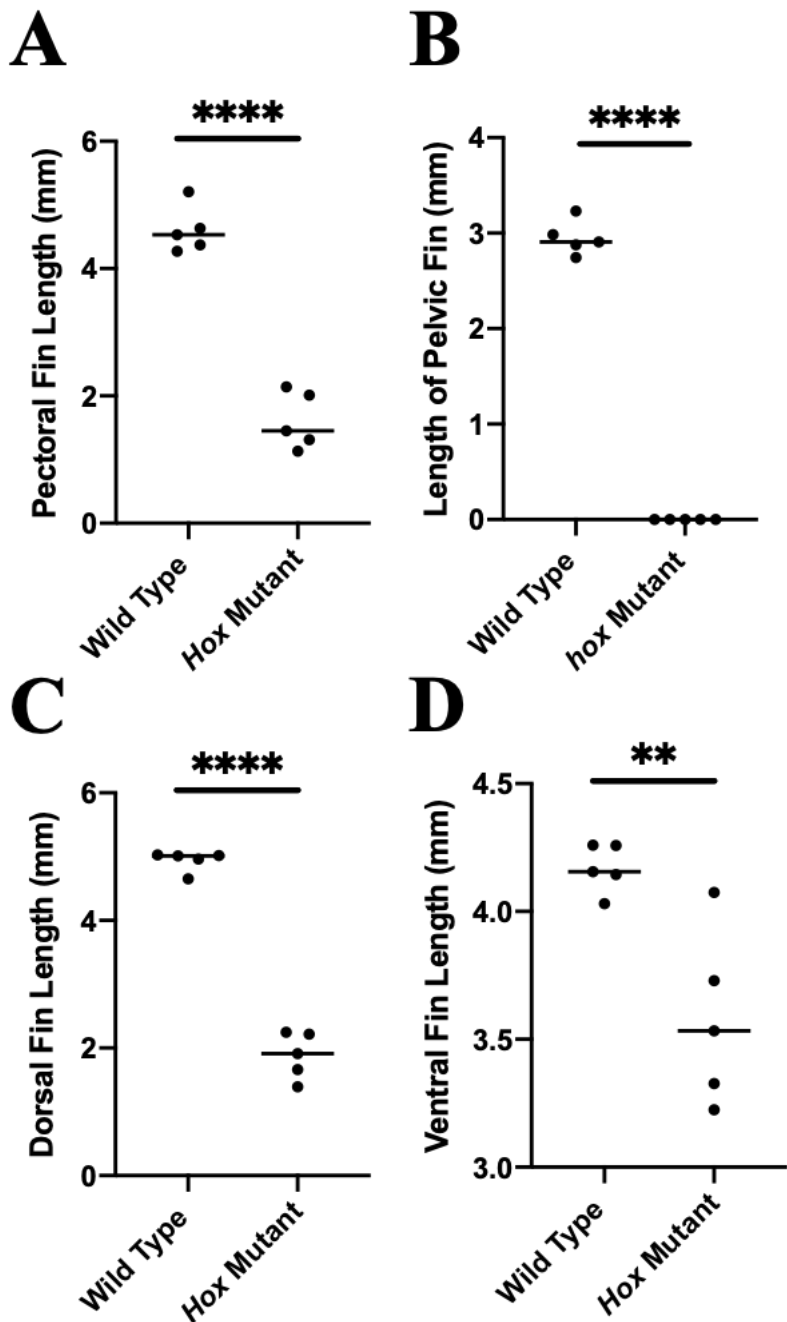 A
****
Pectoral Fin Length (mm)
6
4
2
0
Wild Type
Hox Mutant
B
****
Length of Pelvic Fin (mm)
4
3
2
1
0
Wild Type
hox Mutant
C
****
Dorsal Fin Length (mm)
6
4
2
0
Wild Type
Hox Mutant
D
**
Ventral Fin Length (mm)
4.5
4.0
3.5
3.0
Wild Type
Hox Mutant